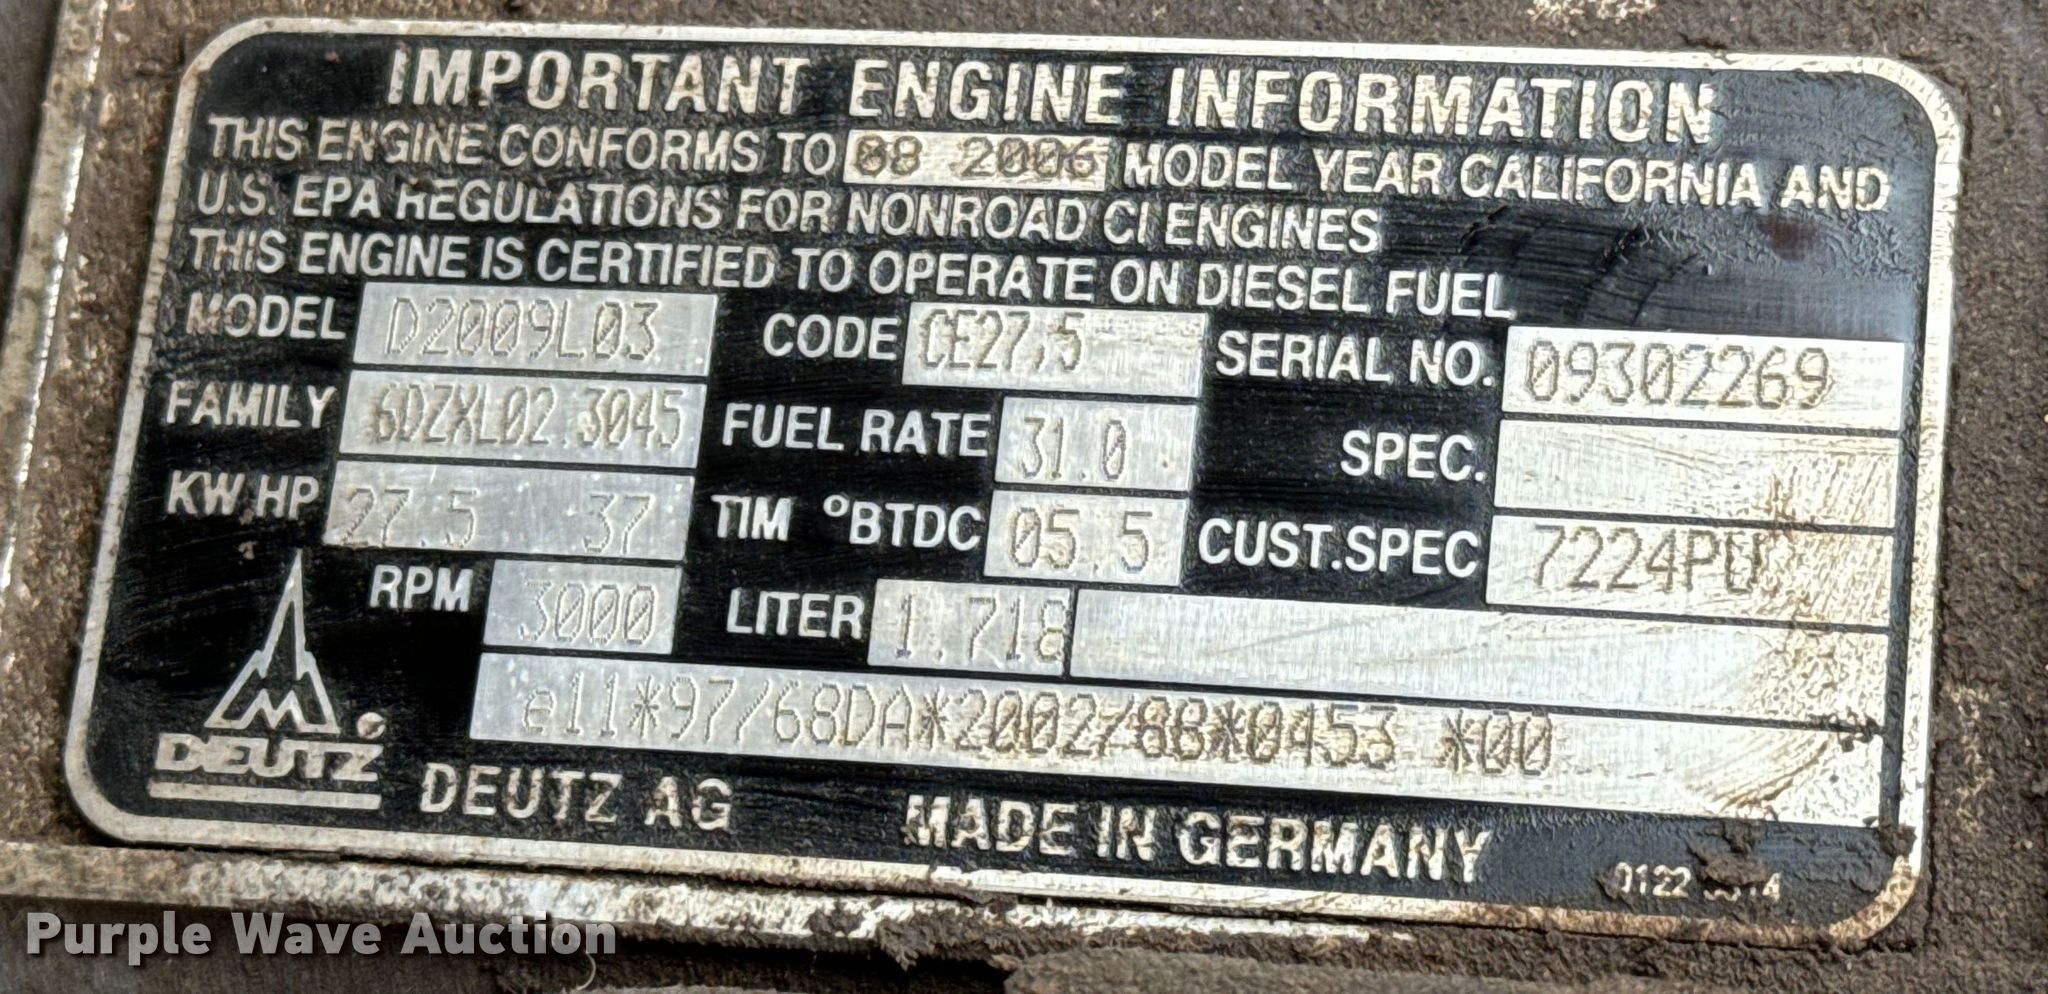 IMPORTANT ENGINE INFORMATION
THIS ENGINE CONFORMS TO 08 2006 MODEL YEAR CALIFORNIA AND
U.S. EPA REGULATIONS FOR NONROAD CI ENGINES
THIS ENGINE IS CERTIFIED TO OPERATE ON DIESEL FUEL
MODEL D2009L03 CODE CE27,5 SERIAL NO. 09302269
FAMILY 6DZXL02.3045 FUEL RATE 31.0 SPEC.
KW HP 27.5 37 TIM °BTDC 05.5 CUST.SPEC 7224PU
RPM 3000 LITER 1.718
e11*97/68DA*2002/88*0453 *00
DEUTZ
DEUTZ AG MADE IN GERMANY 0122
Purple Wave Auction